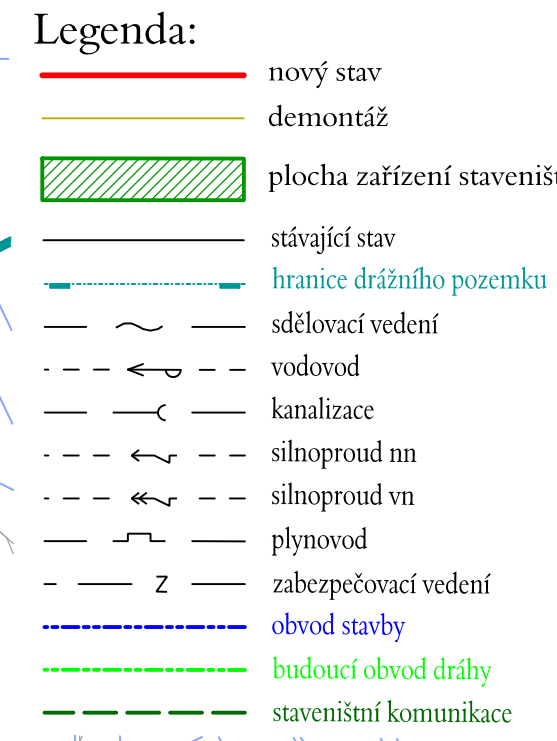 Legenda:
nový stav
demontáž
plocha zařízení
stávající stav
hranice drážního pozemku
sdělovací vedení
vodovod
kanalizace
silnoproud nn
silnoproud vn
plynovod
Z zabezpečovací vedení
obvod stavby
budoucí obvod dráhy
staveništní komunikace